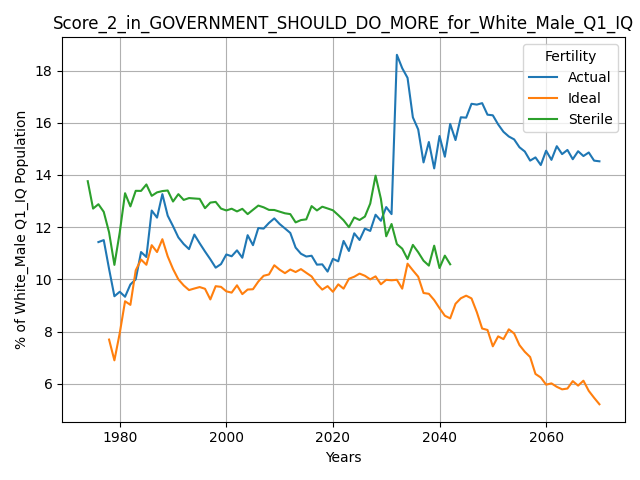 Score_2_in_GOVERNMENT_SHOULD_DO_MORE_for_White_Male_Q1_IQ
Fertility
Actual
Ideal
Sterile
% of White_Male Q1_IQ Population
18
16
14
12
10
8
6
1980
2000
2020
2040
2060
Years